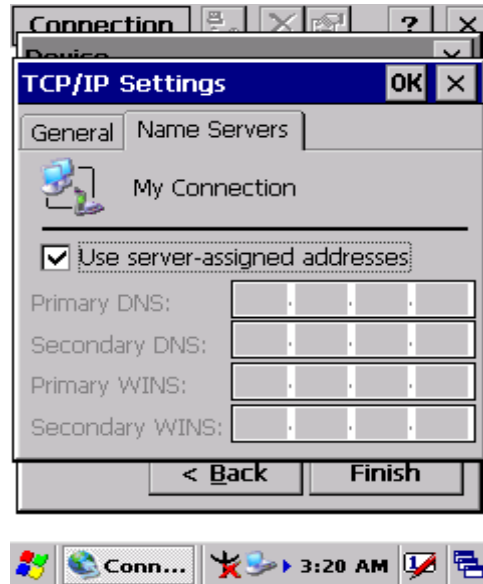 Connection ? ×
Device
TCP/IP Settings OK ×
General Name Servers
My Connection
Use server-assigned addresses
Primary DNS:
Secondary DNS:
Primary WINS:
Secondary WINS:
< Back Finish
Conn... 3:20 AM